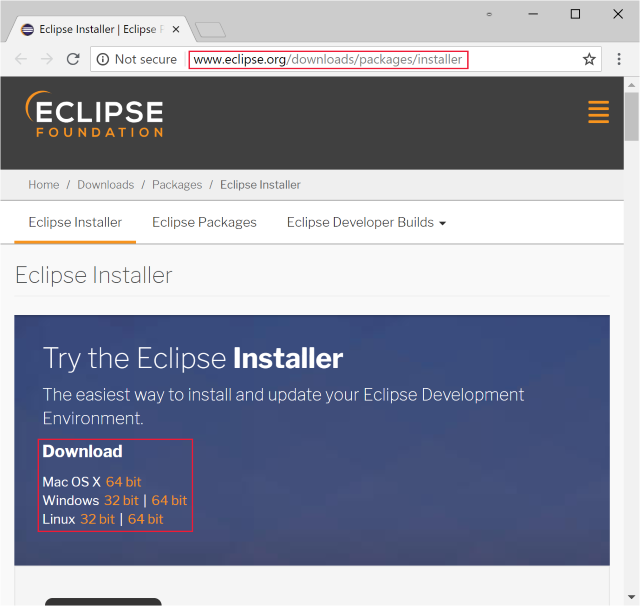 Eclipse Installer | Eclipse F
Not secure | www.eclipse.org/downloads/packages/installer
ECLIPSE
FOUNDATION
Home / Downloads / Packages / Eclipse Installer
Eclipse Installer Eclipse Packages Eclipse Developer Builds
Eclipse Installer
Try the Eclipse Installer
The easiest way to install and update your Eclipse Development
Environment.
Download
Mac OS X 64 bit
Windows 32 bit | 64 bit
Linux 32 bit | 64 bit